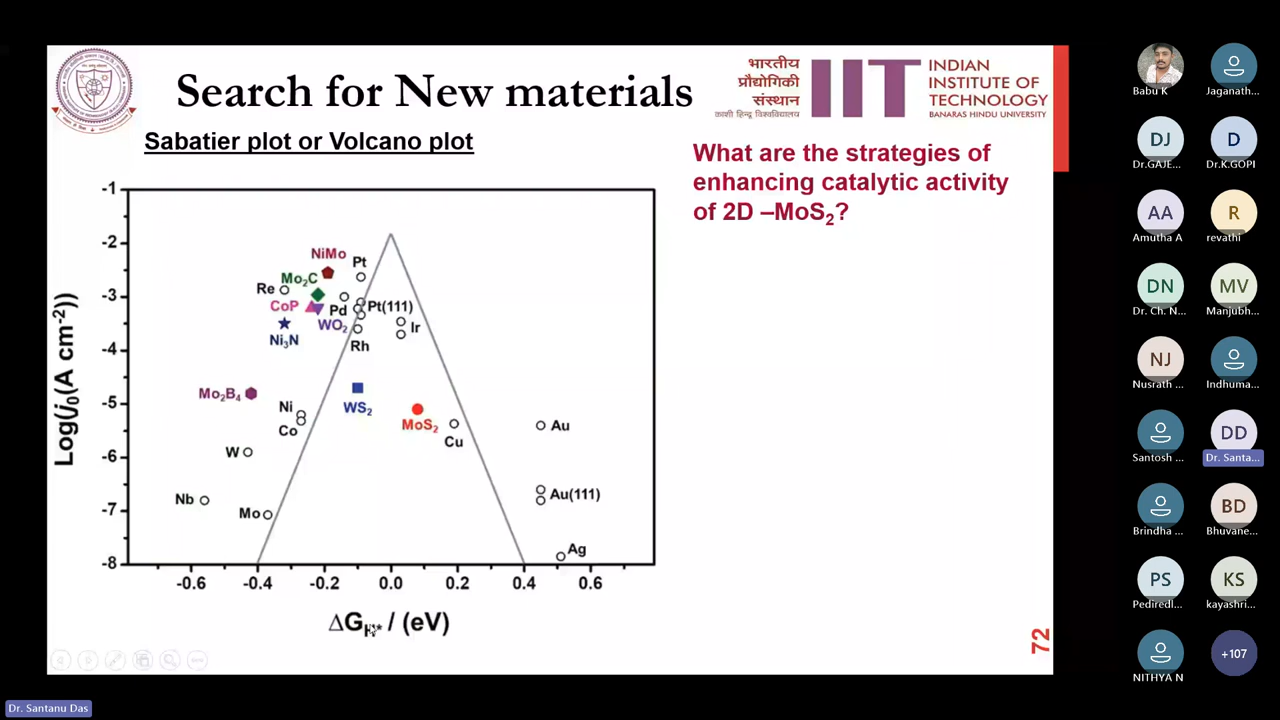 Search for New materials
भारतीय
प्रौद्योगिकी
संस्थान
काशी हिन्दू विश्वविद्यालय
IIT
INDIAN
INSTITUTE OF
TECHNOLOGY
BANARAS HINDU UNIVERSITY
Sabatier plot or Volcano plot
What are the strategies of
enhancing catalytic activity
of 2D –MoS₂?
Log(j₀(A cm⁻²))
-1
-2
-3
-4
-5
-6
-7
-8
NiMo
Pt
Mo₂C
Re
CoP
Pd
Pt(111)
WO₂
Ir
Ni₃N
Rh
Mo₂B₄
Ni
WS₂
Co
MoS₂
Cu
Au
W
Nb
Au(111)
Mo
Ag
-0.6
-0.4
-0.2
0.0
0.2
0.4
0.6
ΔG_H* / (eV)
72
Babu K
Jaganath...
DJ
Dr.GAJE...
D
Dr.K.GOPI
AA
Amutha A
R
revathi
DN
Dr. Ch. N...
MV
Manjubh...
NJ
Nusrath ...
Indhuma...
Santosh ...
DD
Dr. Santa...
Brindha ...
BD
Bhuvane...
PS
Pediredl...
KS
kayashri...
NITHYA N
+107
Dr. Santanu Das